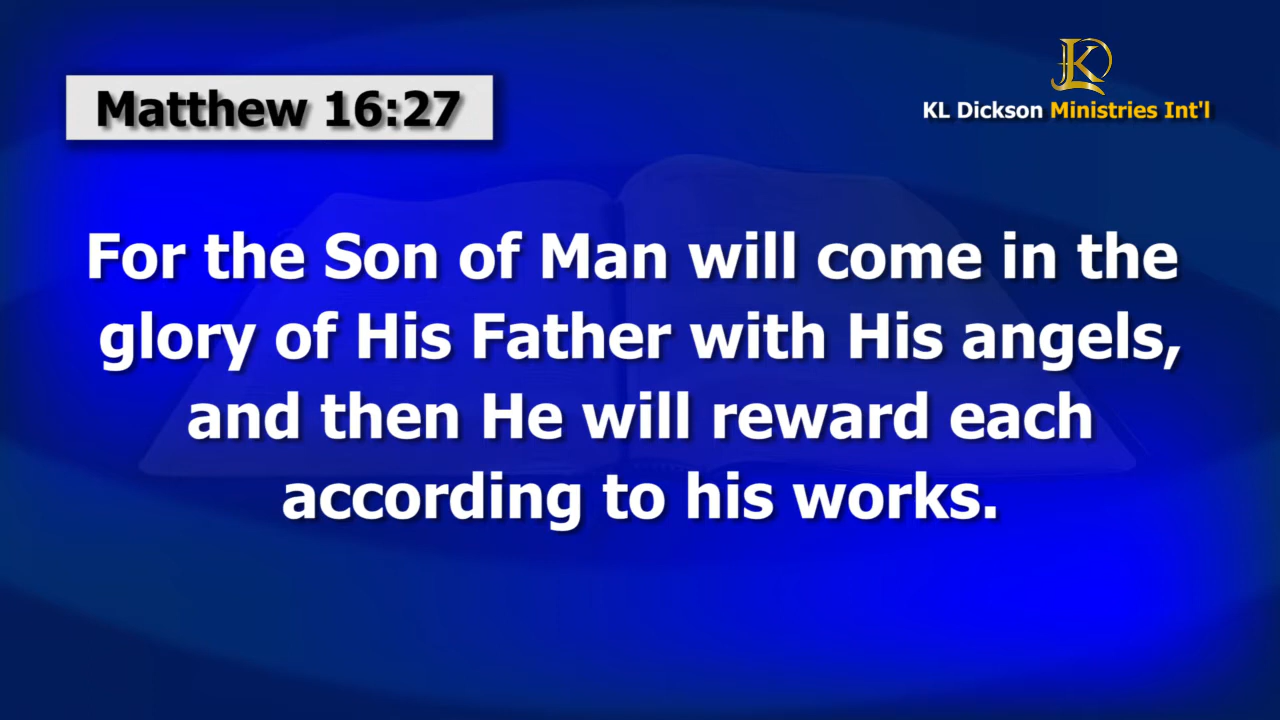 Matthew 16:27
KL Dickson Ministries Int'l
For the Son of Man will come in the
glory of His Father with His angels,
and then He will reward each
according to his works.